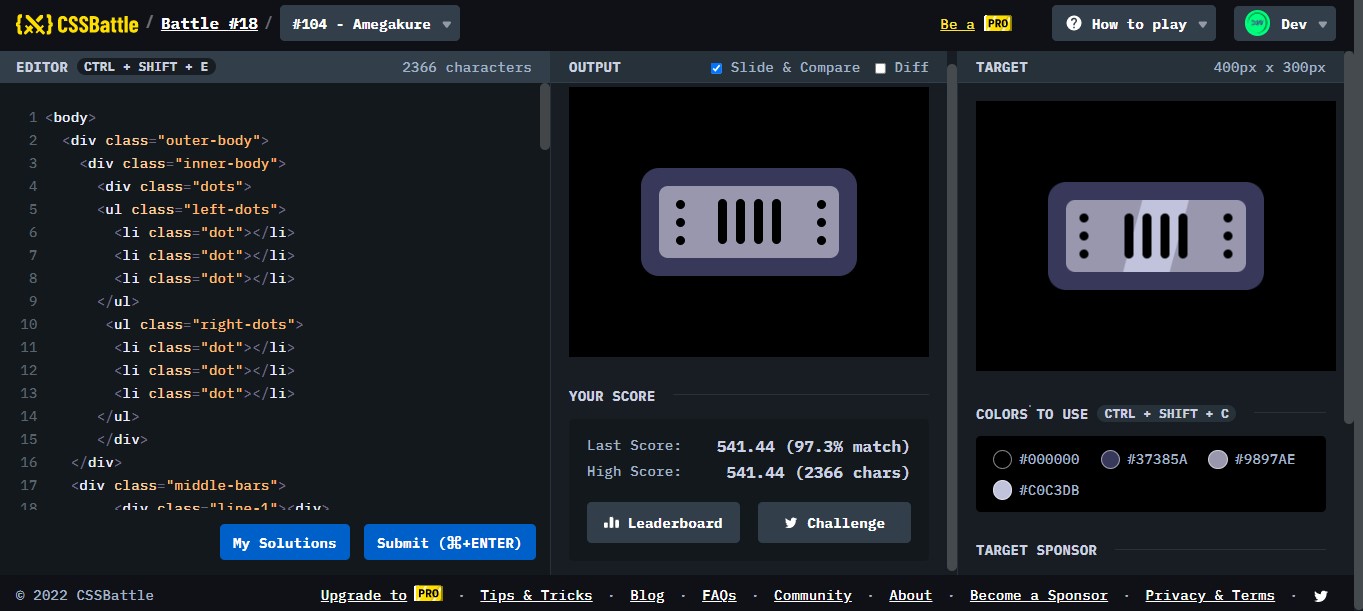 {X} CSSBattle / Battle #18 / #104 - Amegakure Be a PRO How to play Dev
EDITOR CTRL + SHIFT + E 2366 characters
OUTPUT Slide & Compare Diff
TARGET 400px x 300px
1 <body>
2 <div class="outer-body">
3 <div class="inner-body">
4 <div class="dots">
5 <ul class="left-dots">
6 <li class="dot"></li>
7 <li class="dot"></li>
8 <li class="dot"></li>
9 </ul>
10 <ul class="right-dots">
11 <li class="dot"></li>
12 <li class="dot"></li>
13 <li class="dot"></li>
14 </ul>
15 </div>
16 </div>
17 <div class="middle-bars">
18 <div class="line-1"><div>
My Solutions Submit (⌘+ENTER)
YOUR SCORE
Last Score: 541.44 (97.3% match)
High Score: 541.44 (2366 chars)
Leaderboard Challenge
COLORS TO USE CTRL + SHIFT + C
#000000 #37385A #9897AE
#C0C3DB
TARGET SPONSOR
© 2022 CSSBattle Upgrade to PRO · Tips & Tricks · Blog · FAQs · Community · About · Become a Sponsor · Privacy & Terms ·